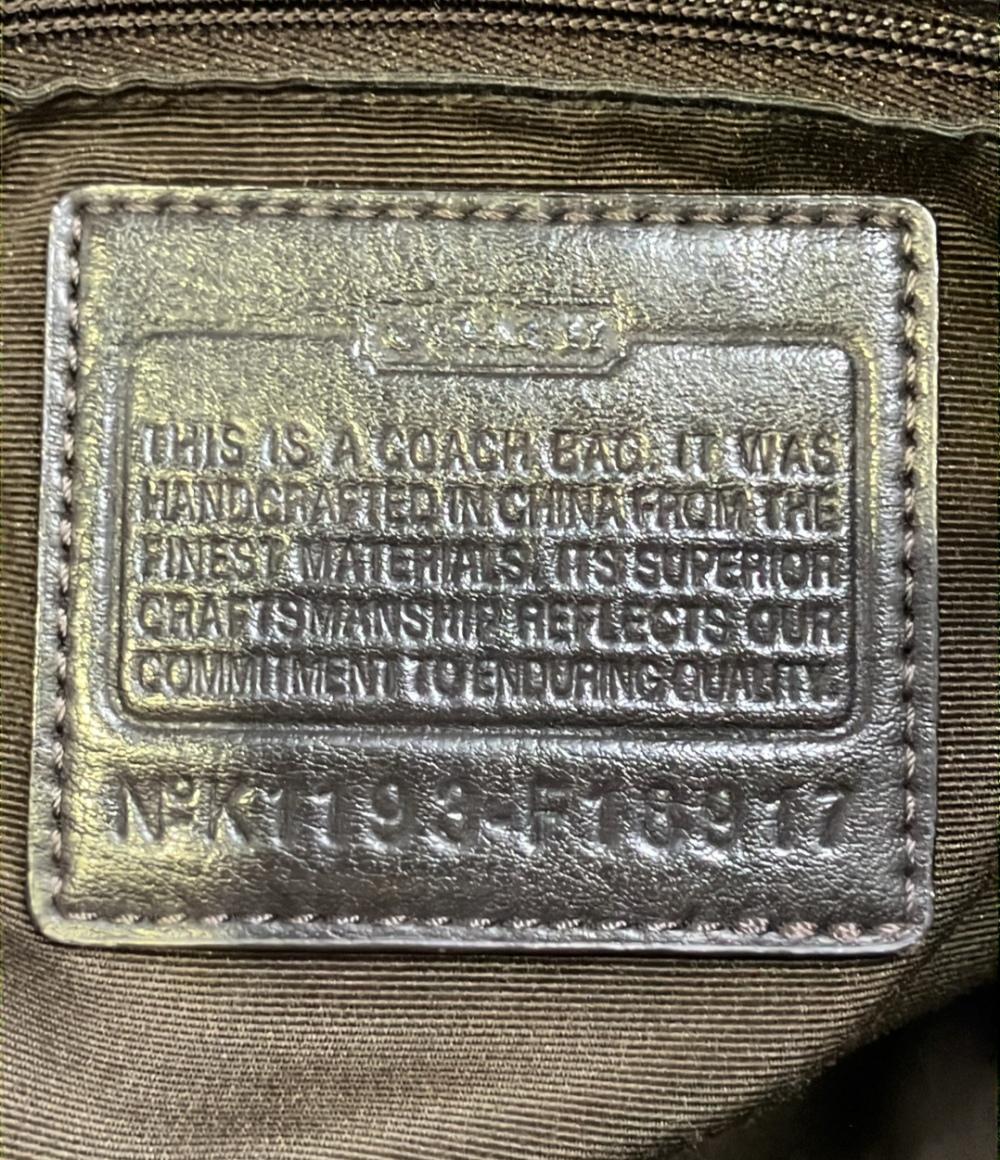 COACH
THIS IS A COACH BAG. IT WAS
HANDCRAFTED IN CHINA FROM THE
FINEST MATERIALS. ITS SUPERIOR
CRAFTSMANSHIP REFLECTS OUR
COMMITMENT TO ENDURING QUALITY.
Nº K1193-F13917